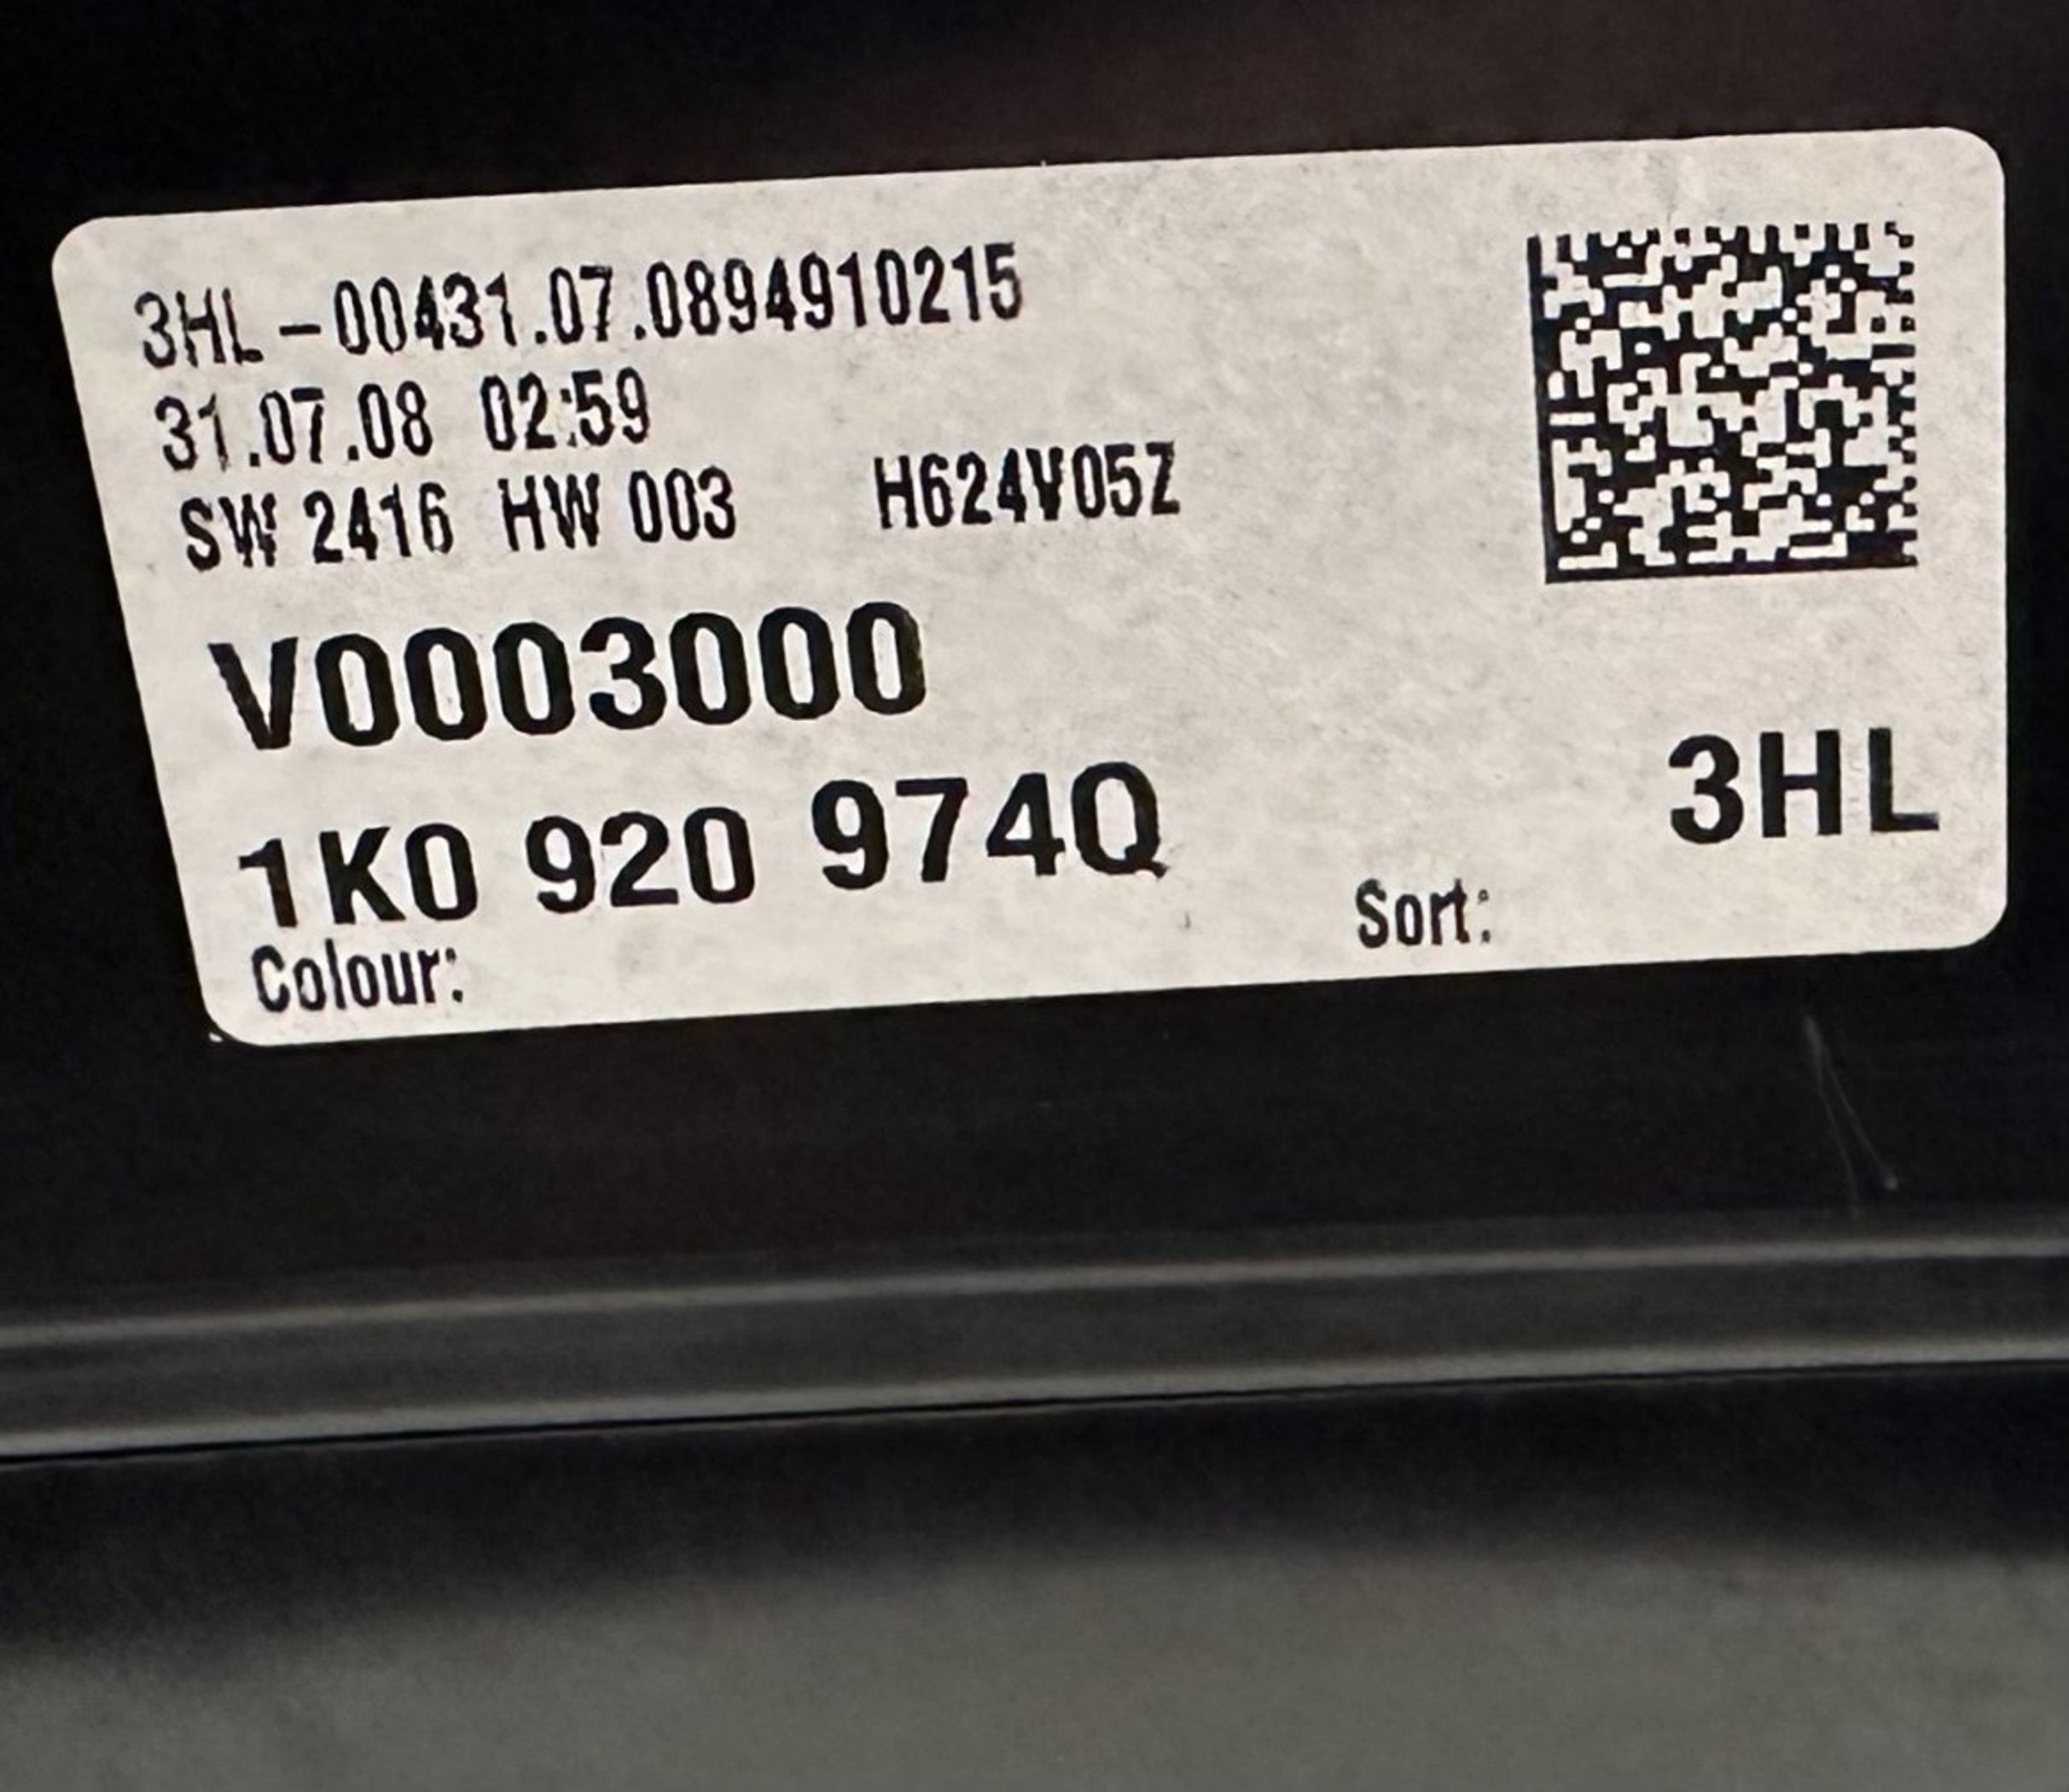 3HL-00431.07.0894910215
31.07.08 02:59
SW 2416 HW 003 H624V05Z
V0003000
1K0 920 974Q 3HL
Colour: Sort: